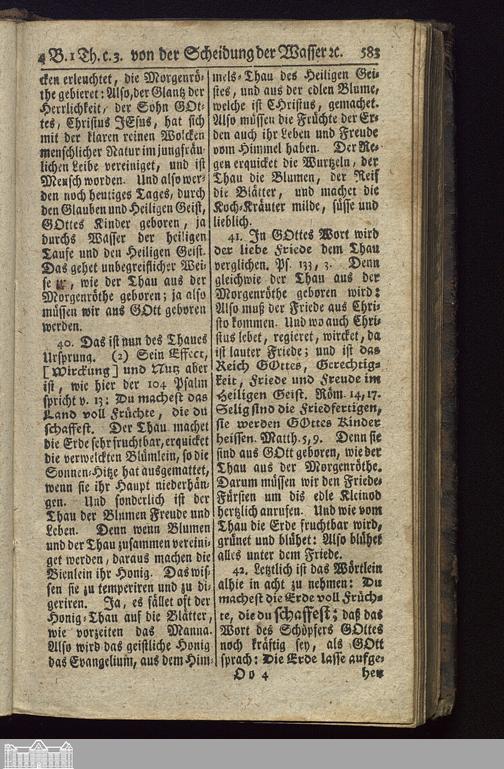 4 B. 1 Th. c. 3. von der Scheidung der Wasser ꝛc. 583
cken erleuchtet, die Morgenrö-
the gebieret: Also, der Glantz der
Herrlichkeit, der Sohn GOt-
tes, Christus JEsus, hat sich
mit der klaren reinen Wolcken
menschlicher Natur im jungfräu-
lichen Leibe vereiniget, und ist
Mensch worden. Und also wer-
den noch heutiges Tages, durch
den Glauben und Heiligen Geist,
GOttes Kinder geboren, ja
durchs Wasser der heiligen
Taufe und den Heiligen Geist.
Das gehet unbegreiflicher Wei-
se zu, wie der Thau aus der
Morgenröthe geboren; ja also
müssen wir aus GOtt geboren
werden.
40. Das ist nun des Thaues
Ursprung. (2) Sein Effect,
[Wirckung] und Nutz aber
ist, wie hier der 104 Psalm
spricht v. 13: Du machest das
Land voll Früchte, die du
schaffest. Der Thau machet
die Erde sehr fruchtbar, erquicket
die verwelckten Blümlein, so die
Sonnen-Hitze hat ausgemattet,
wenn sie ihr Haupt niederhän-
gen. Und sonderlich ist der
Thau der Blumen Freude und
Leben. Denn wenn Blumen
und der Thau zusammen vereini-
get werden, daraus machen die
Bienlein ihr Honig. Das wis-
sen sie zu temperiren und zu di-
geriren. Ja, es fället oft der
Honig-Thau auf die Blätter,
wie vorzeiten das Manna.
Also wird das geistliche Honig
das Evangelium, aus dem Him-
mels-Thau des Heiligen Gei-
stes, und aus der edlen Blume,
welche ist CHristus, gemachet.
Also müssen die Früchte der Er-
den auch ihr Leben und Freude
vom Himmel haben. Der Re-
gen erquicket die Wurtzeln, der
Thau die Blumen, der Reif
die Blätter, und machet die
Koch-Kräuter milde, süsse und
lieblich.
41. In GOttes Wort wird
der liebe Friede dem Thau
verglichen. Ps. 133, 3. Denn
gleichwie der Thau aus der
Morgenröthe geboren wird:
Also muß der Friede aus Chri-
sto kommen. Und wo auch Chri-
stus lebet, regieret, wircket, da
ist lauter Friede; und ist das
Reich GOttes, Gerechtig-
keit, Friede und Freude im
Heiligen Geist. Röm. 14, 17.
Selig sind die Friedfertigen,
sie werden GOttes Kinder
heissen. Matth. 5, 9. Denn sie
sind aus GOtt geboren, wie der
Thau aus der Morgenröthe.
Darum müssen wir den Friede-
Fürsten um dis edle Kleinod
hertzlich anrufen. Und wie vom
Thau die Erde fruchtbar wird,
grünet und blühet: Also blühet
alles unter dem Friede.
42. Letztlich ist das Wörtlein
alhie in acht zu nehmen: Du
machest die Erde voll Früch-
te, die du schaffest; daß das
Wort des Schöpfers GOttes
noch kräftig sey, als GOtt
sprach: Die Erde lasse aufge-
Oo 4 hen